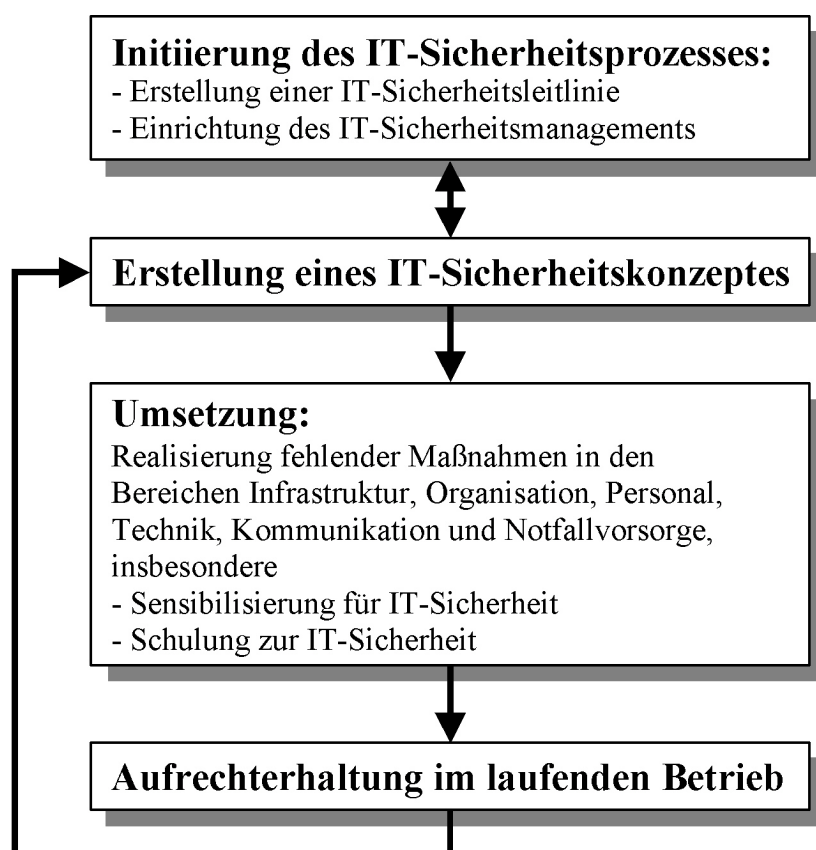 Initiierung des IT-Sicherheitsprozesses:
- Erstellung einer IT-Sicherheitsleitlinie
- Einrichtung des IT-Sicherheitsmanagements
Erstellung eines IT-Sicherheitskonzeptes
Umsetzung:
Realisierung fehlender Maßnahmen in den
Bereichen Infrastruktur, Organisation, Personal,
Technik, Kommunikation und Notfallvorsorge,
insbesondere
- Sensibilisierung für IT-Sicherheit
- Schulung zur IT-Sicherheit
Aufrechterhaltung im laufenden Betrieb